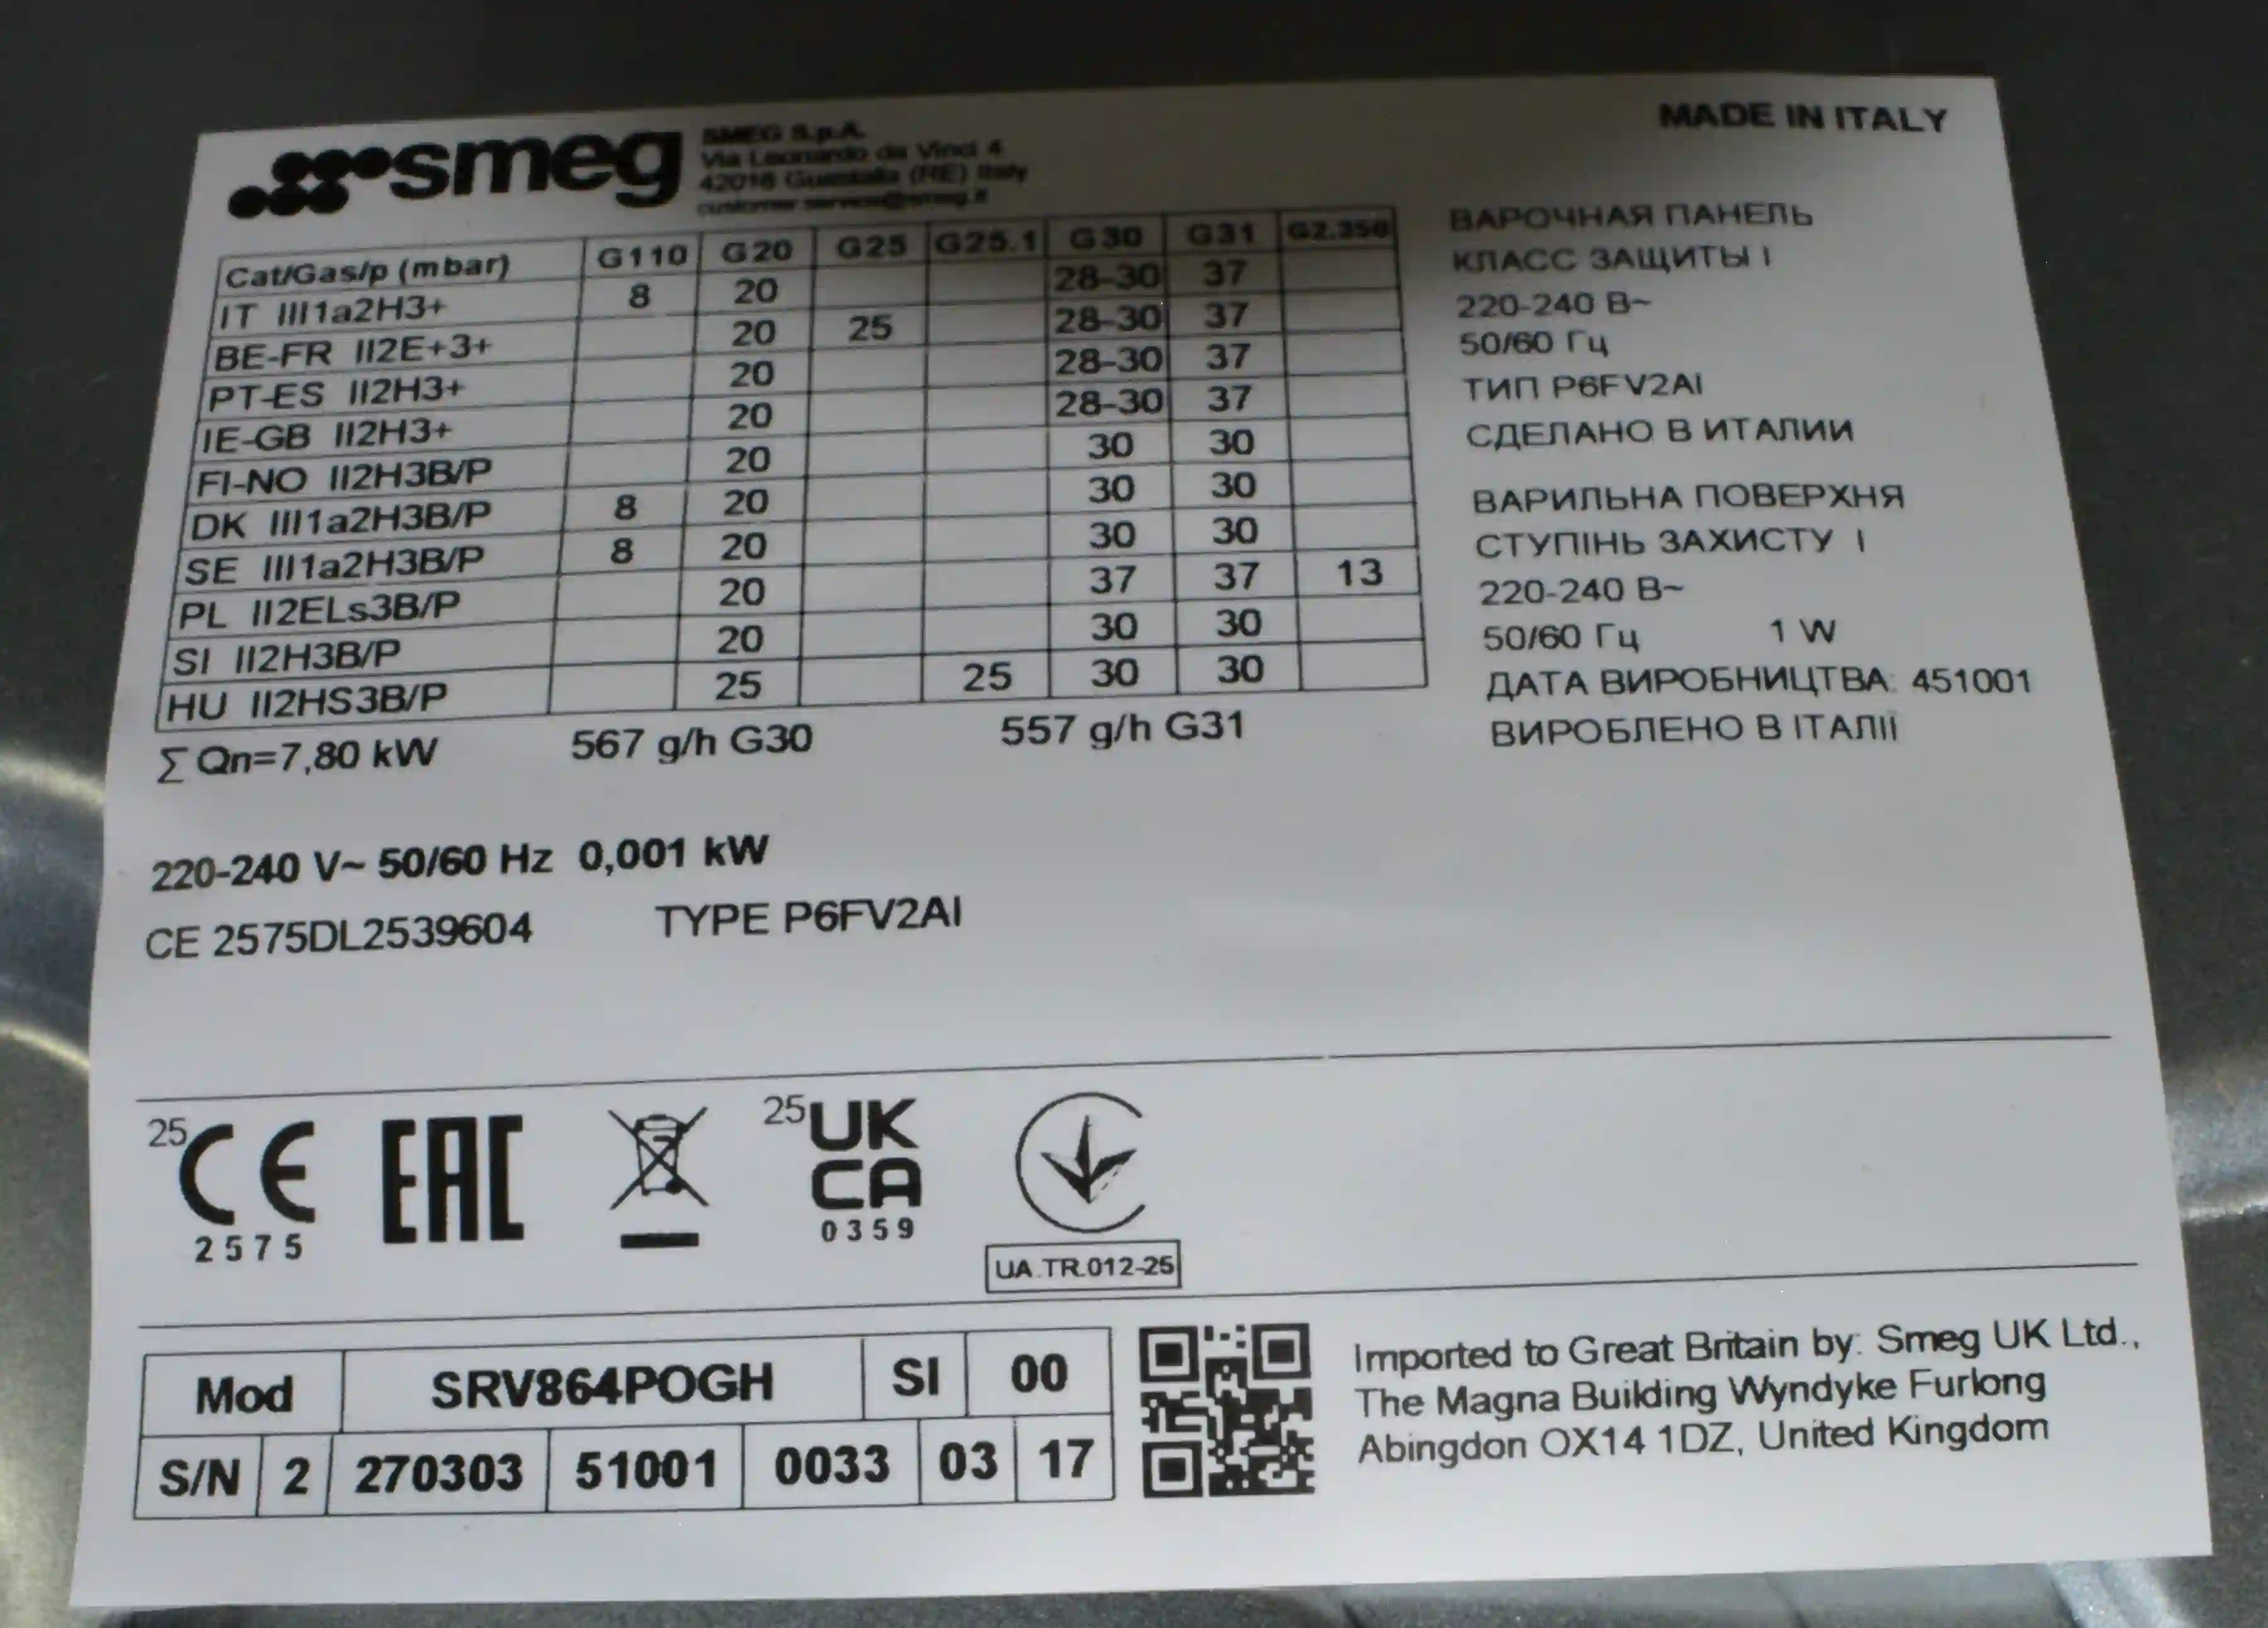 smeg
SMEG S.p.A.
Via Leonardo da Vinci 4
42016 Guastalla (RE) Italy
customer.service@smeg.it
MADE IN ITALY
Cat/Gas/p (mbar) G110 G20 G25 G25.1 G30 G31 G2.350
IT III1a2H3+ 8 20 28-30 37
BE-FR II2E+3+ 20 25 28-30 37
PT-ES II2H3+ 20 28-30 37
IE-GB II2H3+ 20 28-30 37
FI-NO II2H3B/P 20 30 30
DK III1a2H3B/P 8 20 30 30
SE III1a2H3B/P 8 20 30 30
PL II2ELs3B/P 20 37 37 13
SI II2H3B/P 20 30 30
HU II2HS3B/P 25 25 30 30
∑ Qn=7,80 kW 567 g/h G30 557 g/h G31
220-240 V~ 50/60 Hz 0,001 kW
CE 2575DL2539604 TYPE P6FV2AI
ВАРОЧНАЯ ПАНЕЛЬ
КЛАСС ЗАЩИТЫ I
220-240 В~
50/60 Гц
ТИП P6FV2AI
СДЕЛАНО В ИТАЛИИ
ВАРИЛЬНА ПОВЕРХНЯ
СТУПІНЬ ЗАХИСТУ I
220-240 В~
50/60 Гц 1 W
ДАТА ВИРОБНИЦТВА: 451001
ВИРОБЛЕНО В ІТАЛІЇ
25 CE
2575
EAC
25 UK
CA
0359
UA.TR.012-25
Mod SRV864POGH SI 00
S/N 2 270303 51001 0033 03 17
Imported to Great Britain by: Smeg UK Ltd.,
The Magna Building Wyndyke Furlong
Abingdon OX14 1DZ, United Kingdom